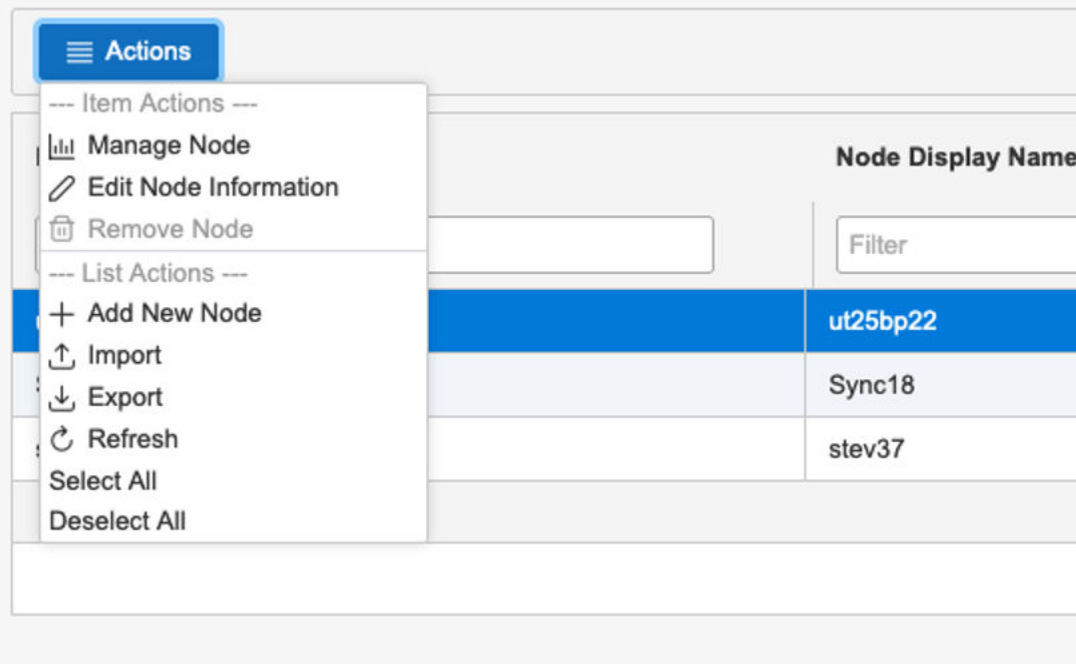 Actions
--- Item Actions ---
Manage Node
Edit Node Information
Remove Node
--- List Actions ---
Add New Node
Import
Export
Refresh
Select All
Deselect All
Node Display Name
Filter
ut25bp22
Sync18
stev37